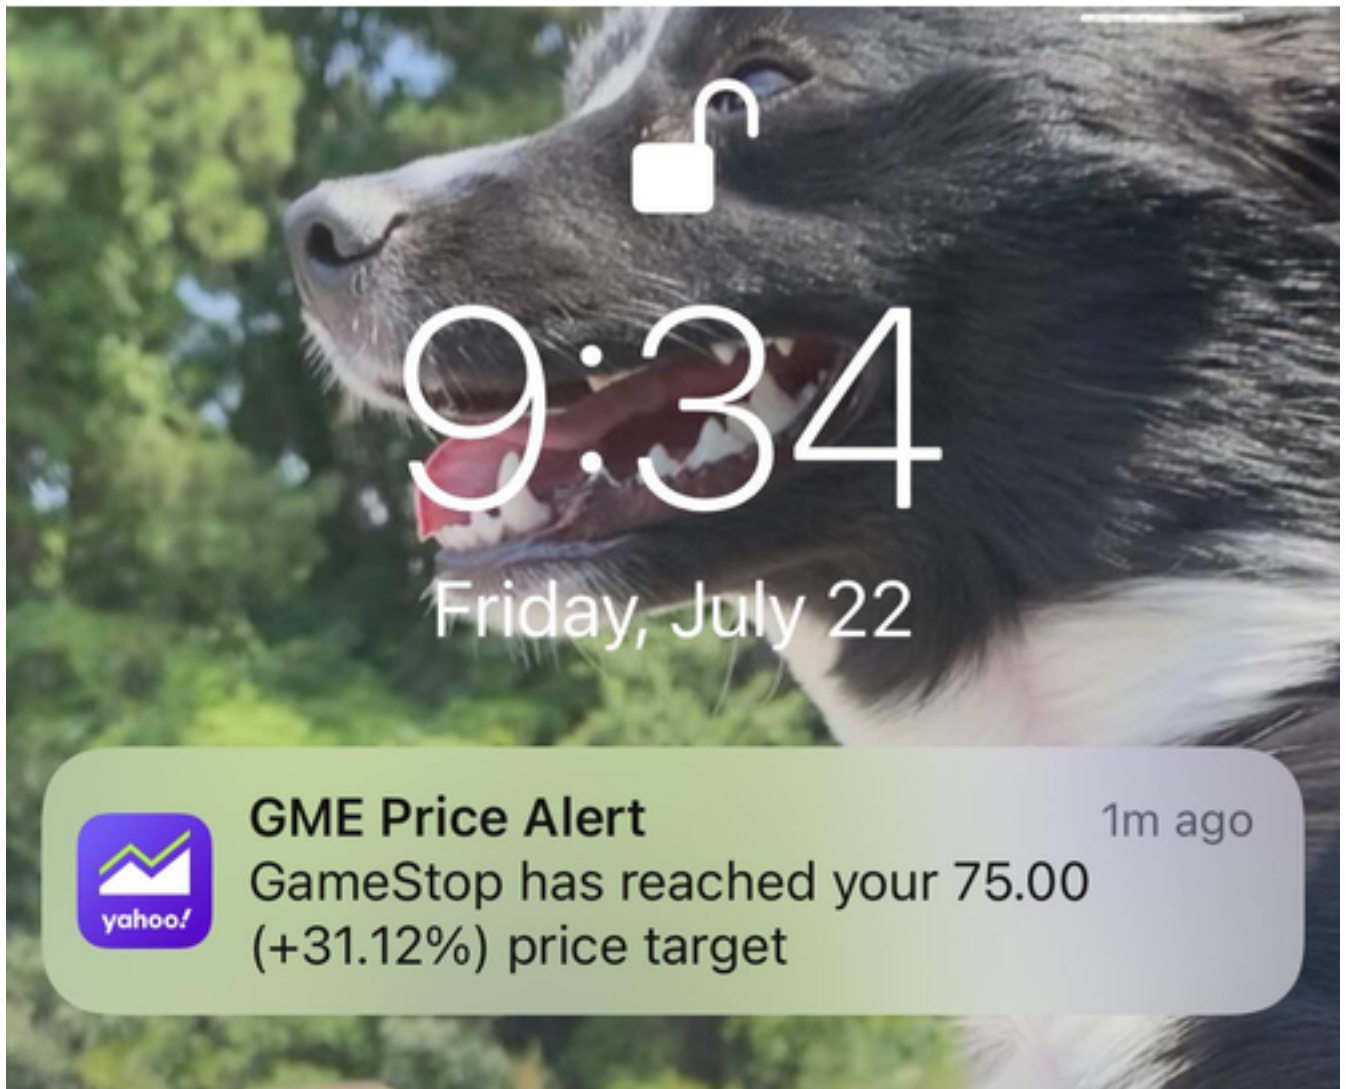 9:34
Friday, July 22
GME Price Alert
1m ago
GameStop has reached your 75.00
(+31.12%) price target
yahoo!